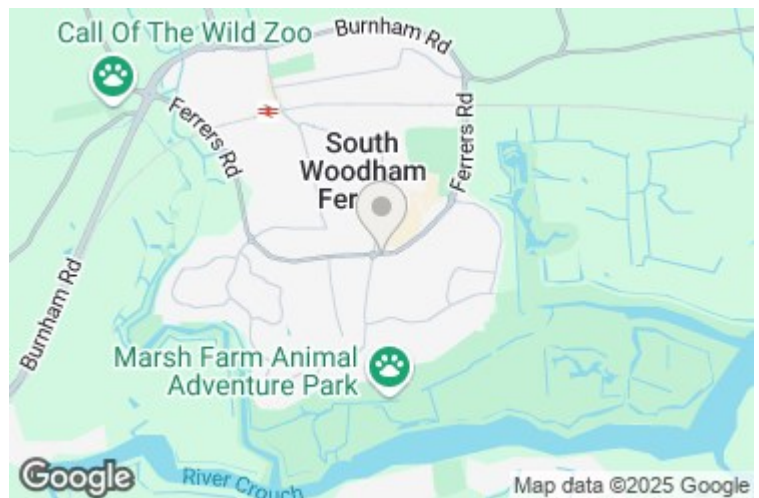 Call Of The Wild Zoo
Burnham Rd
Ferrers Rd
Ferrers Rd
South
Woodham
Fer
Burnham Rd
Marsh Farm Animal
Adventure Park
River Crouch
Google
Map data ©2025 Google